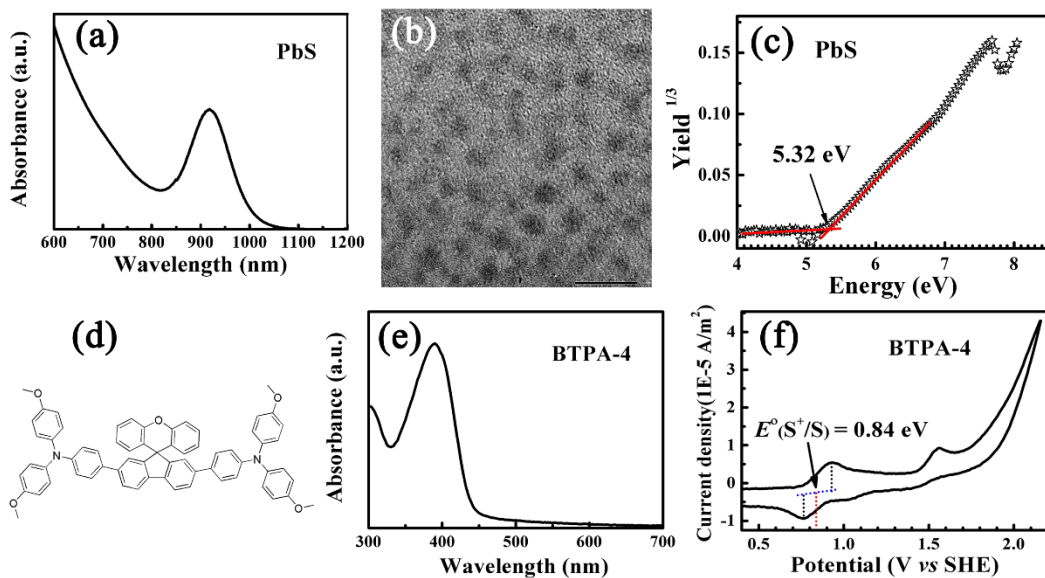 (a)
PbS
Absorbance (a.u.)
600 700 800 900 1000 1100 1200
Wavelength (nm)
(b)
(c)
PbS
Yield 1/3
0.15
0.10
0.05
0.00
5.32 eV
4 5 6 7 8
Energy (eV)
(d)
O
O
O
N
N
O
O
(e)
BTPA-4
Absorbance (a.u.)
300 400 500 600 700
Wavelength (nm)
(f)
BTPA-4
Current density(1E-5 A/m²)
4
3
2
1
0
-1
E°(S⁺/S) = 0.84 eV
0.5 1.0 1.5 2.0
Potential (V vs SHE)